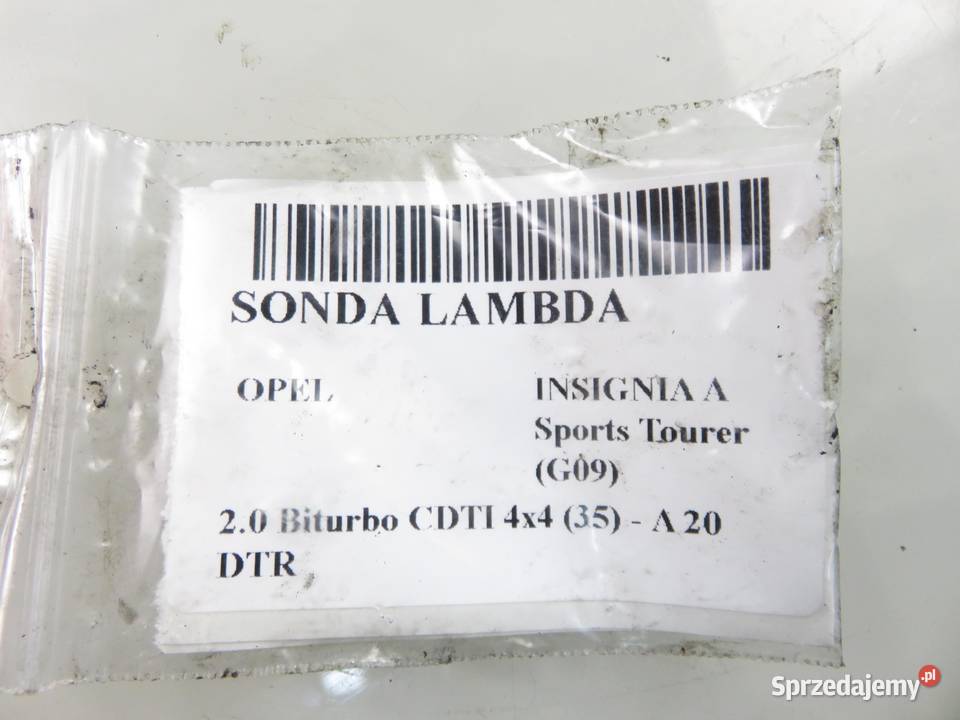 SONDA LAMBDA
OPEL INSIGNIA A
Sports Tourer
(G09)
2.0 Biturbo CDTI 4x4 (35) - A 20
DTR
Sprzedajemy.pl